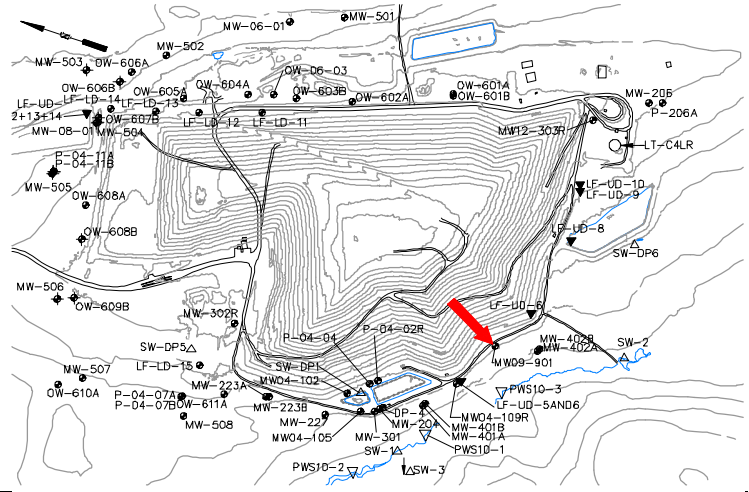 MW-06-01
MW-501
MW-502
MW-503
OW-606A
OW-606B
OW-605A
OW-604A
OW-06-03
OW-603B
OW-602A
OW-601A
OW-601B
MW-206
P-206A
LF-UD-
LF-LD-14
LF-LD-13
2+13+14
OW-607B
LF-LD-12
LF-LD-11
MW-08-01
MW-504
MW12-303R
LT-C4LR
P-04-11A
P-04-11B
MW-505
OW-608A
LF-UD-10
LF-UD-9
OW-608B
LF-UD-8
SW-DP6
MW-506
OW-609B
MW-302R
LF-UD-6
P-04-04
P-04-02R
MW-402B
MW-402A
SW-2
SW-DP5
SW-DP1
MW09-901
LF-LD-15
MW-507
MW-223A
MW04-102
OW-610A
P-04-07A
P-04-07B
OW-611A
MW-223B
PWS10-3
LF-UD-5AND6
MW-508
MW-22
DP-4
MW-204
MW04-109R
MW04-105
MW-301
MW-401B
MW-401A
SW-1
PWS10-1
PWS10-2
SW-3